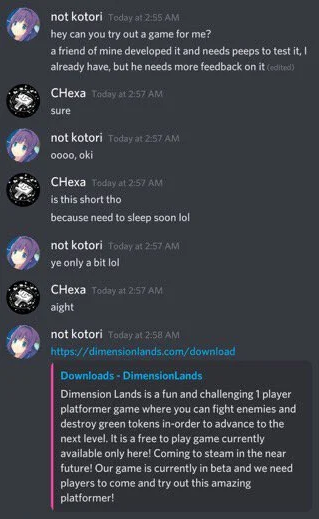 not kotori Today at 2:55 AM
hey can you try out a game for me?
a friend of mine developed it and needs peeps to test it, I
already have, but he needs more feedback on it (edited)
CHexa Today at 2:57 AM
sure
not kotori Today at 2:57 AM
oooo, oki
CHexa Today at 2:57 AM
is this short tho
because need to sleep soon lol
not kotori Today at 2:57 AM
ye only a bit lol
CHexa Today at 2:57 AM
aight
not kotori Today at 2:58 AM
https://dimensionlands.com/download
Downloads - DimensionLands
Dimension Lands is a fun and challenging 1 player
platformer game where you can fight enemies and
destroy green tokens in-order to advance to the
next level. It is a free to play game currently
available only here! Coming to steam in the near
future! Our game is currently in beta and we need
players to come and try out this amazing
platformer!